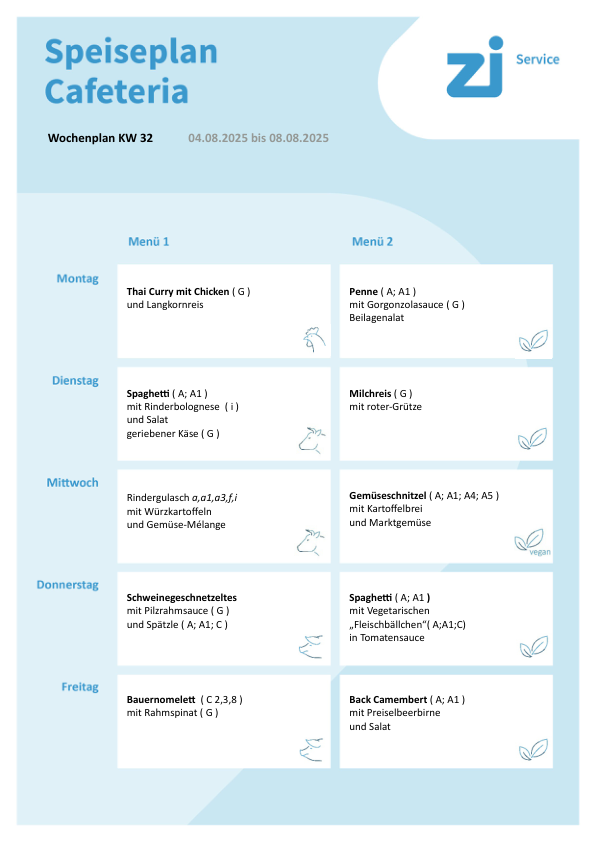 Speiseplan
Cafeteria
zi Service
Wochenplan KW 32 04.08.2025 bis 08.08.2025
Menü 1 Menü 2
Montag
Thai Curry mit Chicken ( G )
und Langkornreis
Penne ( A; A1 )
mit Gorgonzolasauce ( G )
Beilagenalat
Dienstag
Spaghetti ( A; A1 )
mit Rinderbolognese ( i )
und Salat
geriebener Käse ( G )
Milchreis ( G )
mit roter-Grütze
Mittwoch
Rindergulasch a,a1,a3,f,i
mit Würzkartoffeln
und Gemüse-Mélange
Gemüseschnitzel ( A; A1; A4; A5 )
mit Kartoffelbrei
und Marktgemüse
vegan
Donnerstag
Schweinegeschnetzeltes
mit Pilzrahmsauce ( G )
und Spätzle ( A; A1; C )
Spaghetti ( A; A1 )
mit Vegetarischen
„Fleischbällchen“( A;A1;C)
in Tomatensauce
Freitag
Bauernomelett ( C 2,3,8 )
mit Rahmspinat ( G )
Back Camembert ( A; A1 )
mit Preiselbeerbirne
und Salat